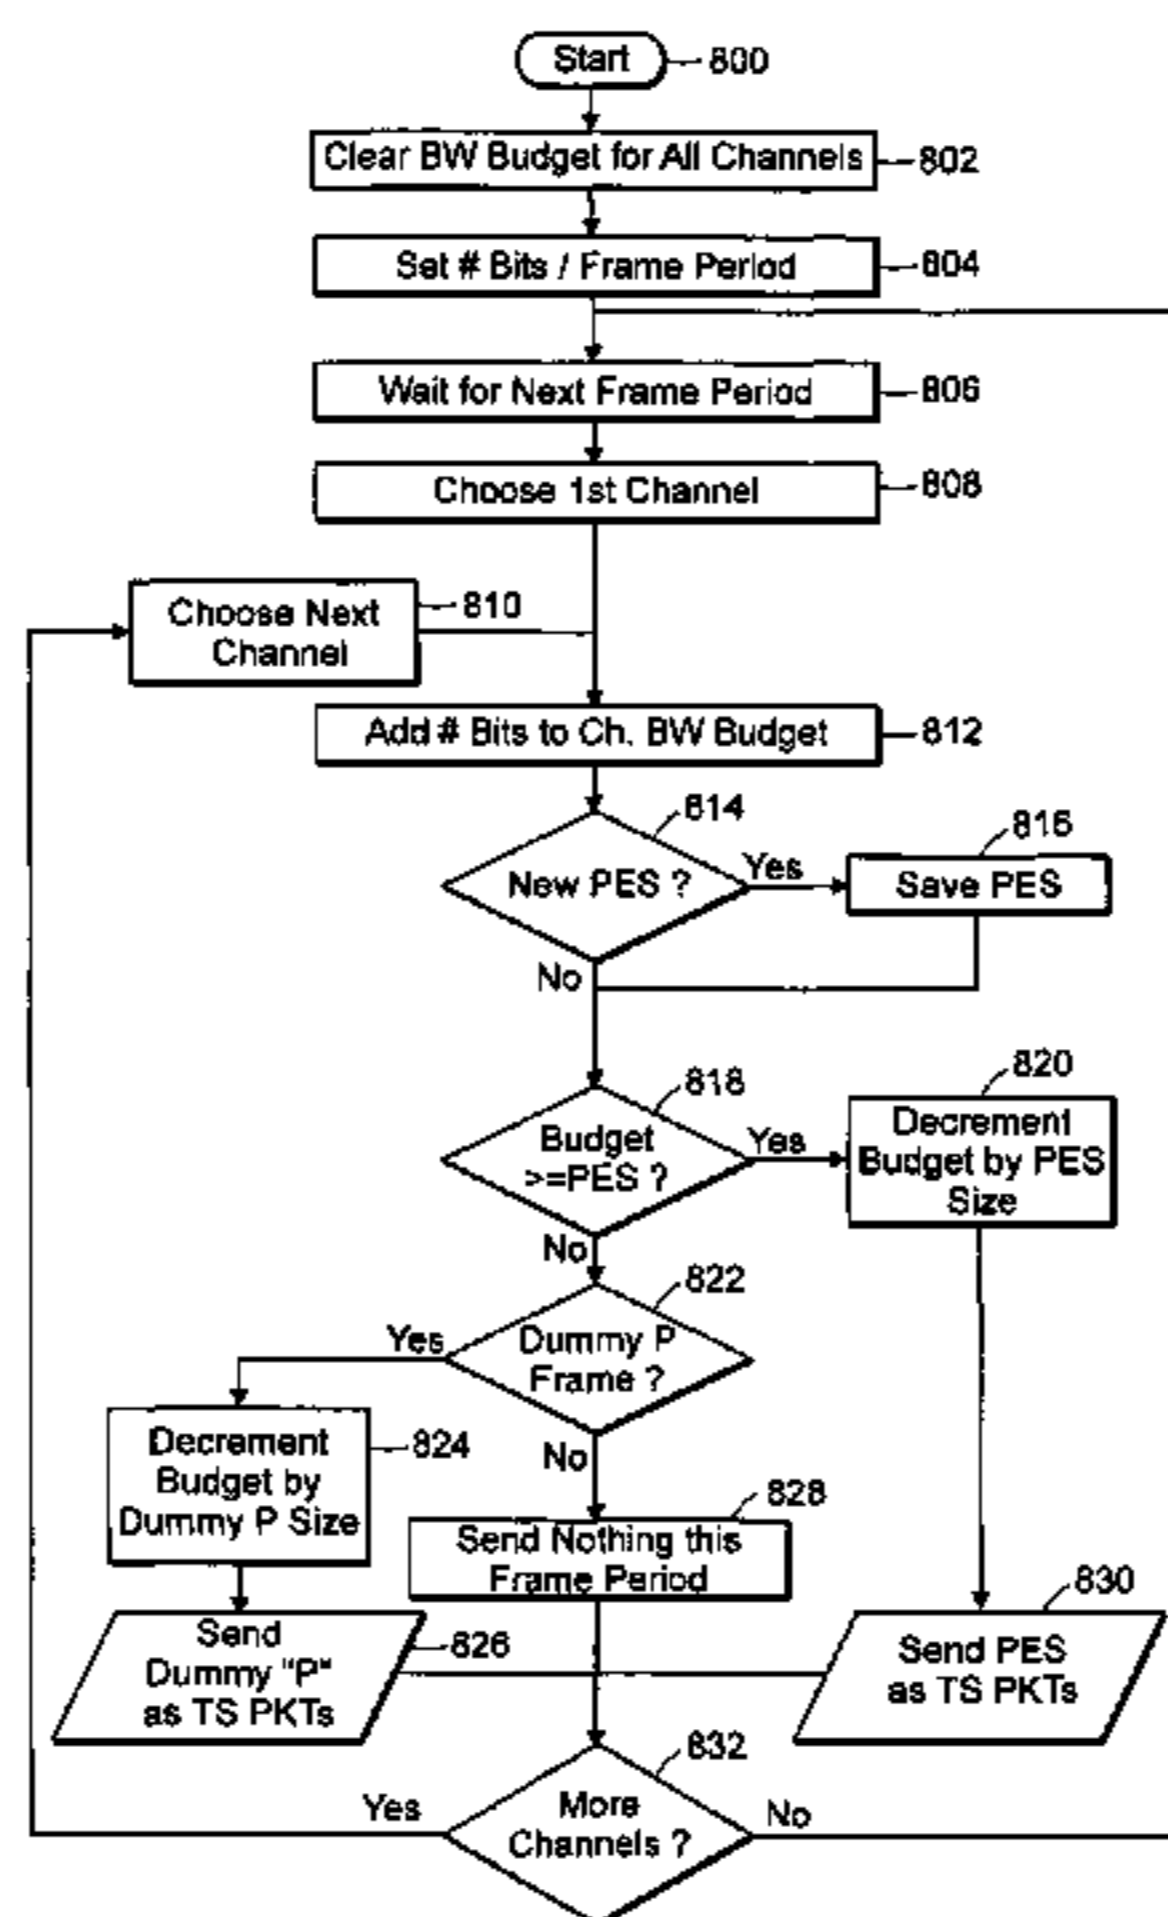 Start
800
Clear BW Budget for All Channels
802
Set # Bits / Frame Period
804
Wait for Next Frame Period
806
Choose 1st Channel
808
Choose Next
Channel
810
Add # Bits to Ch. BW Budget
812
814
New PES ?
Yes
816
Save PES
No
818
Budget
>=PES ?
Yes
820
Decrement
Budget by PES
Size
No
822
Dummy P
Frame ?
Yes
Decrement
Budget by
Dummy P Size
824
No
828
Send Nothing this
Frame Period
Send
Dummy "P"
as TS PKTs
826
830
Send PES
as TS PKTs
832
More
Channels ?
Yes
No